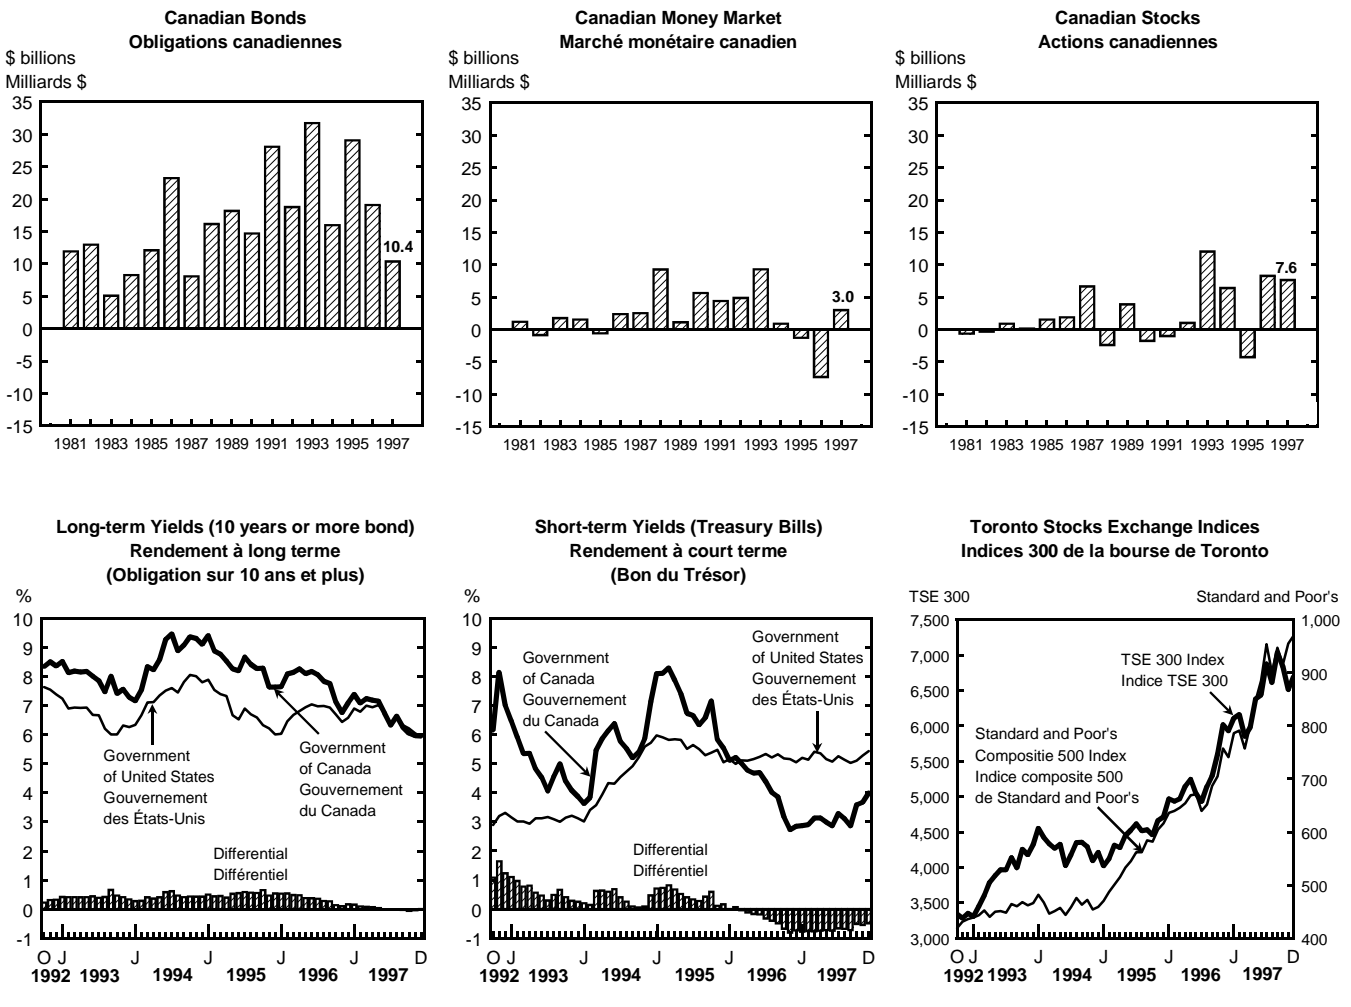 Canadian Bonds
Obligations canadiennes
$ billions
Milliards $
35
30
25
20
15
10
5
0
-5
-10
-15
10.4
1981 1983 1985 1987 1989 1991 1993 1995 1997
Canadian Money Market
Marché monétaire canadien
$ billions
Milliards $
35
30
25
20
15
10
5
0
-5
-10
-15
3.0
1981 1983 1985 1987 1989 1991 1993 1995 1997
Canadian Stocks
Actions canadiennes
$ billions
Milliards $
35
30
25
20
15
10
5
0
-5
-10
-15
7.6
1981 1983 1985 1987 1989 1991 1993 1995 1997
Long-term Yields (10 years or more bond)
Rendement à long terme
(Obligation sur 10 ans et plus)
%
10
9
8
7
6
5
4
3
2
1
0
-1
Government
of United States
Gouvernement
des États-Unis
Government
of Canada
Gouvernement
du Canada
Differential
Différentiel
O J J J J J D
1992 1993 1994 1995 1996 1997
Short-term Yields (Treasury Bills)
Rendement à court terme
(Bon du Trésor)
%
10
9
8
7
6
5
4
3
2
1
0
-1
Government
of Canada
Gouvernement
du Canada
Government
of United States
Gouvernement
des États-Unis
Differential
Différentiel
O J J J J J D
1992 1993 1994 1995 1996 1997
Toronto Stocks Exchange Indices
Indices 300 de la bourse de Toronto
TSE 300
Standard and Poor's
7,500
7,000
6,500
6,000
5,500
5,000
4,500
4,000
3,500
3,000
1,000
900
800
700
600
500
400
TSE 300 Index
Indice TSE 300
Standard and Poor's
Compositie 500 Index
Indice composite 500
de Standard and Poor's
O J J J J J D
1992 1993 1994 1995 1996 1997